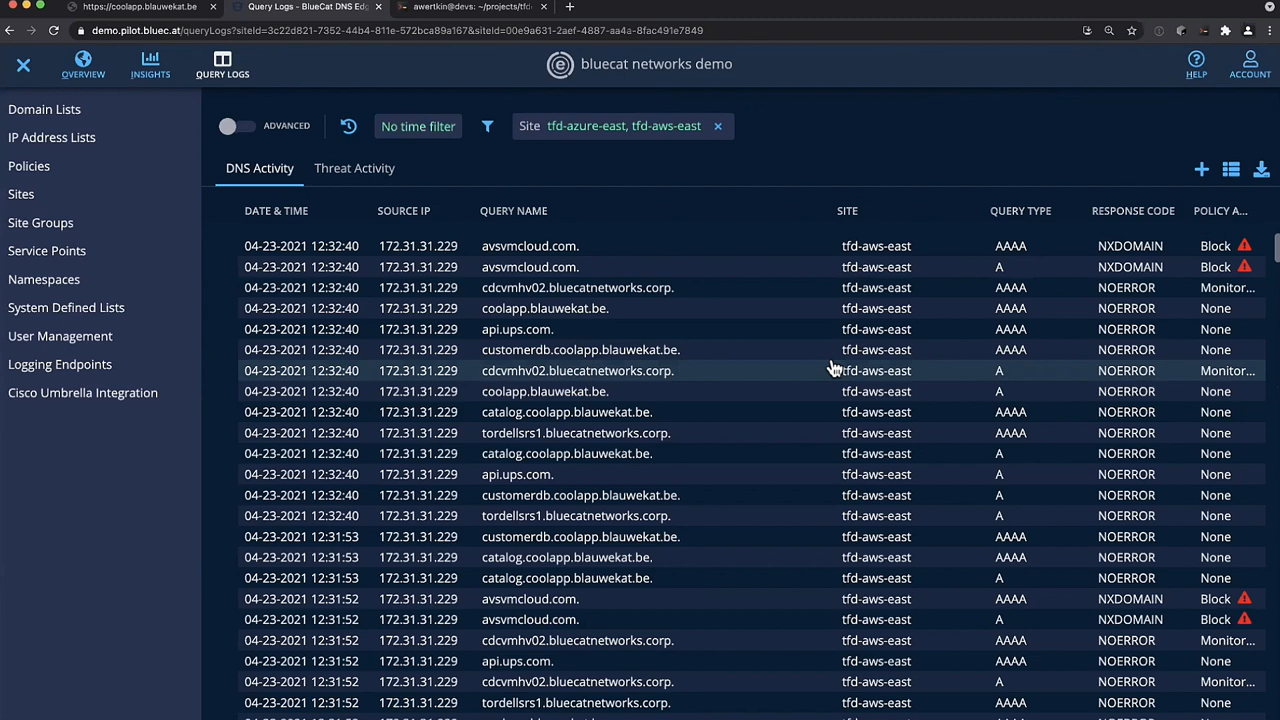 https://coolapp.blauwekat.be × Query Logs - BlueCat DNS Edg × awertkin@devs: ~/projects/tfd- × +
demo.pilot.bluec.at/queryLogs?siteId=3c22d821-7352-44b4-811e-572bca89a167&siteId=00e9a631-2aef-4887-aa4a-8fac491e7849
OVERVIEW INSIGHTS QUERY LOGS bluecat networks demo HELP ACCOUNT
Domain Lists
IP Address Lists
Policies
Sites
Site Groups
Service Points
Namespaces
System Defined Lists
User Management
Logging Endpoints
Cisco Umbrella Integration
ADVANCED No time filter Site tfd-azure-east, tfd-aws-east ×
DNS Activity Threat Activity
DATE & TIME SOURCE IP QUERY NAME SITE QUERY TYPE RESPONSE CODE POLICY A...
04-23-2021 12:32:40 172.31.31.229 avsvmcloud.com. tfd-aws-east AAAA NXDOMAIN Block
04-23-2021 12:32:40 172.31.31.229 avsvmcloud.com. tfd-aws-east A NXDOMAIN Block
04-23-2021 12:32:40 172.31.31.229 cdcvmhv02.bluecatnetworks.corp. tfd-aws-east AAAA NOERROR Monitor...
04-23-2021 12:32:40 172.31.31.229 coolapp.blauwekat.be. tfd-aws-east AAAA NOERROR None
04-23-2021 12:32:40 172.31.31.229 api.ups.com. tfd-aws-east AAAA NOERROR None
04-23-2021 12:32:40 172.31.31.229 customerdb.coolapp.blauwekat.be. tfd-aws-east AAAA NOERROR None
04-23-2021 12:32:40 172.31.31.229 cdcvmhv02.bluecatnetworks.corp. tfd-aws-east A NOERROR Monitor...
04-23-2021 12:32:40 172.31.31.229 coolapp.blauwekat.be. tfd-aws-east A NOERROR None
04-23-2021 12:32:40 172.31.31.229 catalog.coolapp.blauwekat.be. tfd-aws-east AAAA NOERROR None
04-23-2021 12:32:40 172.31.31.229 tordellsrs1.bluecatnetworks.corp. tfd-aws-east AAAA NOERROR None
04-23-2021 12:32:40 172.31.31.229 catalog.coolapp.blauwekat.be. tfd-aws-east A NOERROR None
04-23-2021 12:32:40 172.31.31.229 api.ups.com. tfd-aws-east A NOERROR None
04-23-2021 12:32:40 172.31.31.229 customerdb.coolapp.blauwekat.be. tfd-aws-east A NOERROR None
04-23-2021 12:32:40 172.31.31.229 tordellsrs1.bluecatnetworks.corp. tfd-aws-east A NOERROR None
04-23-2021 12:31:53 172.31.31.229 customerdb.coolapp.blauwekat.be. tfd-aws-east AAAA NOERROR None
04-23-2021 12:31:53 172.31.31.229 catalog.coolapp.blauwekat.be. tfd-aws-east AAAA NOERROR None
04-23-2021 12:31:53 172.31.31.229 catalog.coolapp.blauwekat.be. tfd-aws-east A NOERROR None
04-23-2021 12:31:52 172.31.31.229 avsvmcloud.com. tfd-aws-east AAAA NXDOMAIN Block
04-23-2021 12:31:52 172.31.31.229 avsvmcloud.com. tfd-aws-east A NXDOMAIN Block
04-23-2021 12:31:52 172.31.31.229 cdcvmhv02.bluecatnetworks.corp. tfd-aws-east AAAA NOERROR Monitor...
04-23-2021 12:31:52 172.31.31.229 api.ups.com. tfd-aws-east AAAA NOERROR None
04-23-2021 12:31:52 172.31.31.229 cdcvmhv02.bluecatnetworks.corp. tfd-aws-east A NOERROR Monitor...
04-23-2021 12:31:52 172.31.31.229 tordellsrs1.bluecatnetworks.corp. tfd-aws-east AAAA NOERROR None